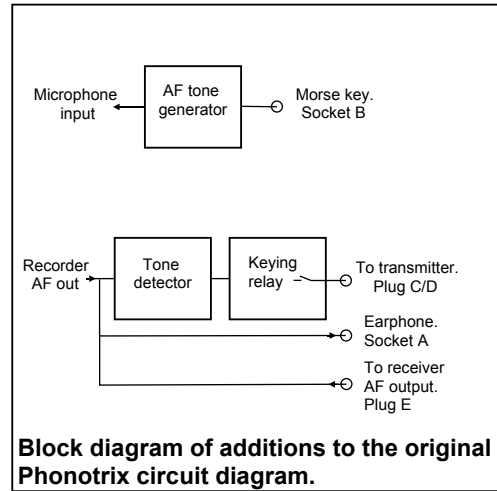 Microphone
input
AF tone
generator
Morse key.
Socket B
Recorder
AF out
Tone
detector
Keying
relay
To transmitter.
Plug C/D
Earphone.
Socket A
To receiver
AF output.
Plug E
Block diagram of additions to the original
Phonotrix circuit diagram.